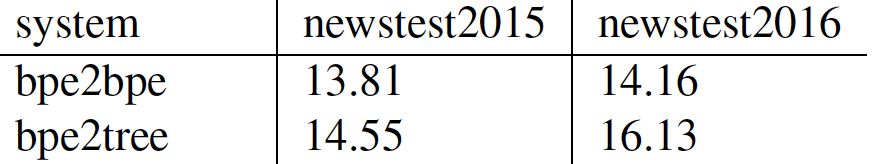 system newstest2015 newstest2016
bpe2bpe 13.81 14.16
bpe2tree 14.55 16.13